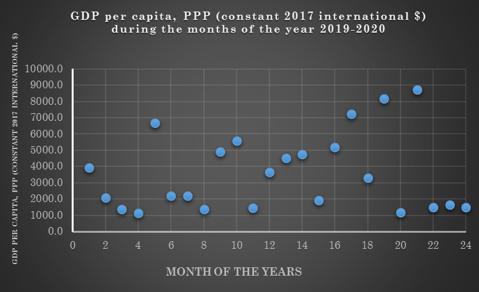 GDP per capita, PPP (constant 2017 international $)
during the months of the year 2019-2020
GDP PER CAPITA, PPP (CONSTANT 2017 INTERNATIONAL $)
10000.0
9000.0
8000.0
7000.0
6000.0
5000.0
4000.0
3000.0
2000.0
1000.0
0.0
0 2 4 6 8 10 12 14 16 18 20 22 24
MONTH OF THE YEARS